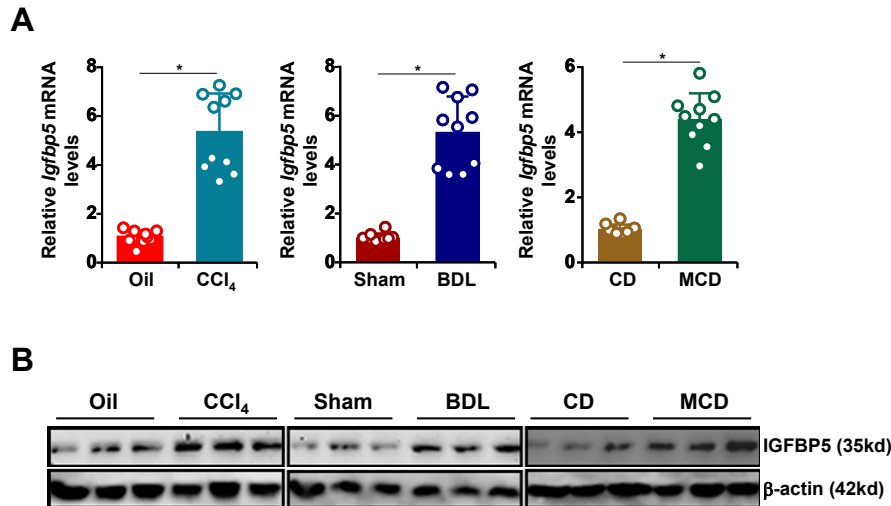 A
Relative Igfbp5 mRNA
levels
8
6
4
2
0
*
Oil
CCl₄
Relative Igfbp5 mRNA
levels
8
6
4
2
0
*
Sham
BDL
Relative Igfbp5 mRNA
levels
6
4
2
0
*
CD
MCD
B
Oil CCl₄ Sham BDL CD MCD
IGFBP5 (35kd)
β-actin (42kd)